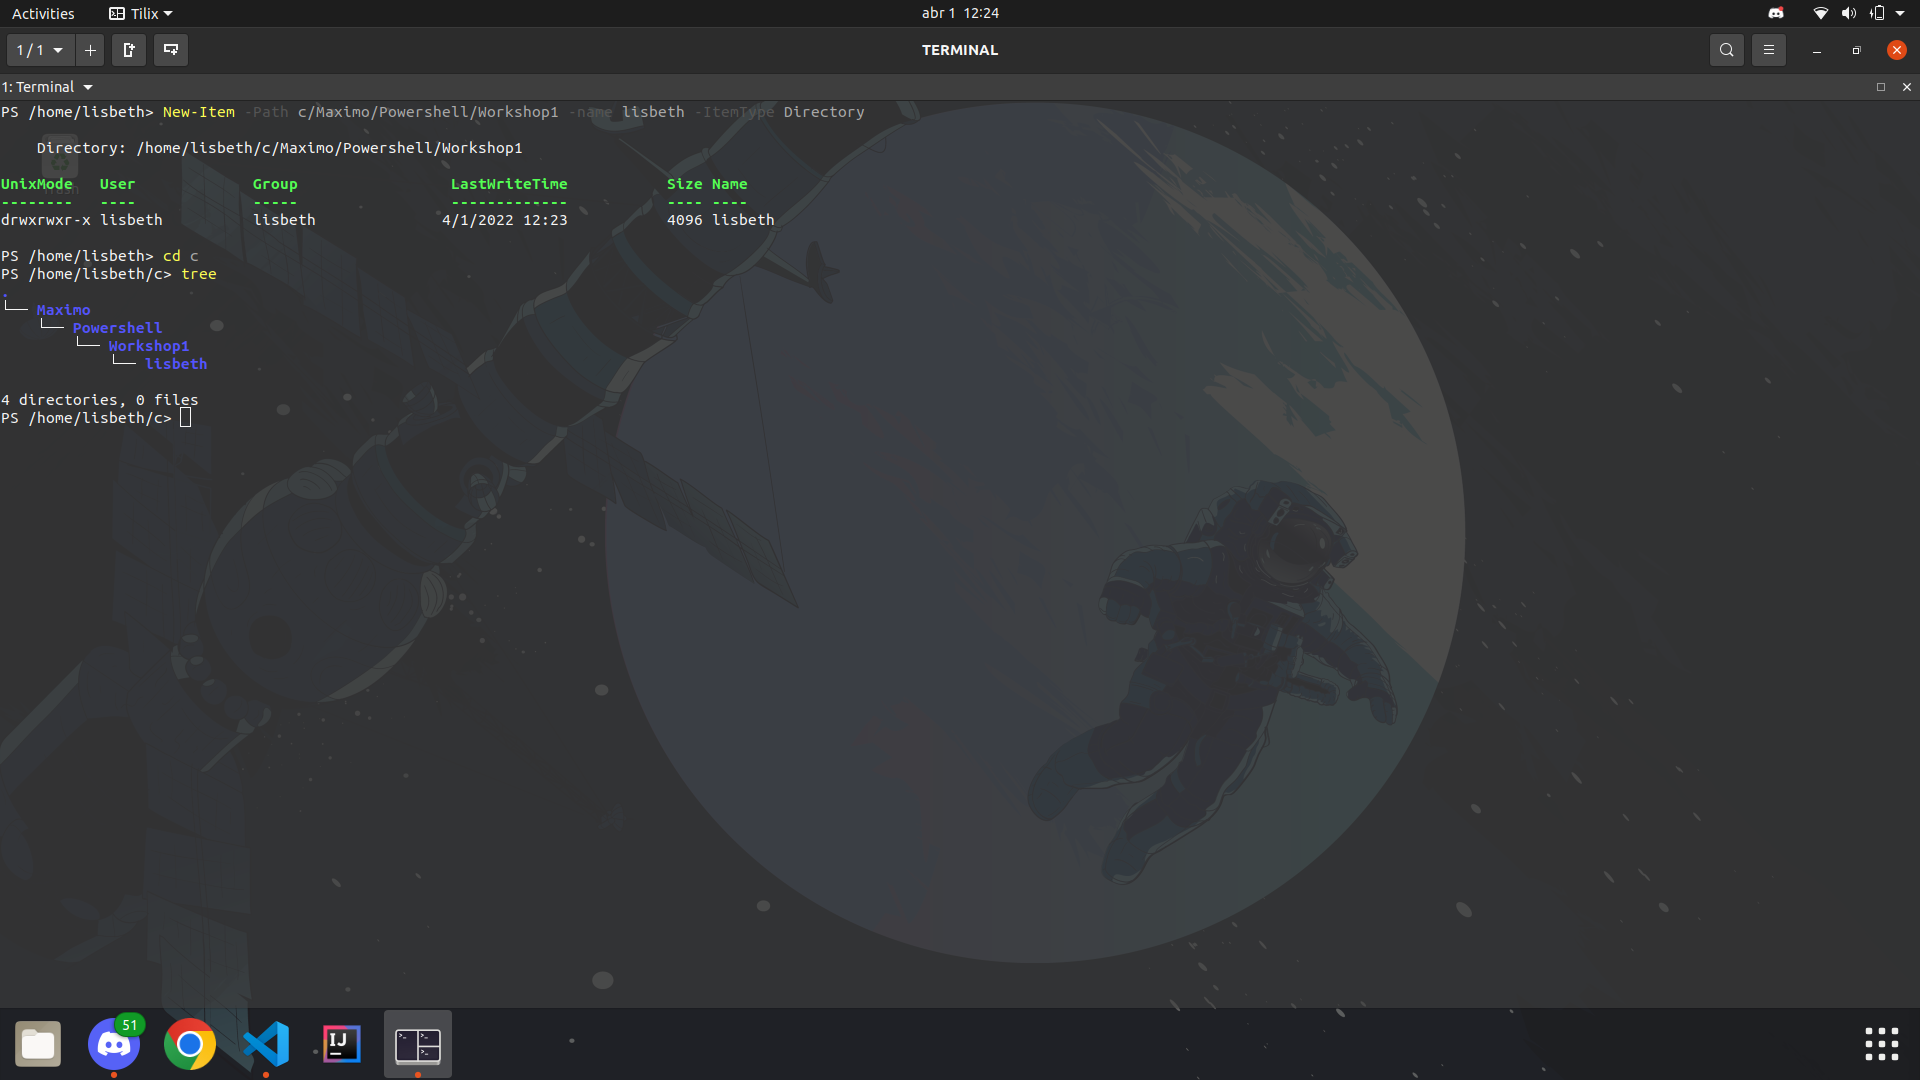 Activities
Tilix
abr 1 12:24
1 / 1
TERMINAL
1: Terminal
PS /home/lisbeth> New-Item -Path c/Maximo/Powershell/Workshop1 -name lisbeth -ItemType Directory
Directory: /home/lisbeth/c/Maximo/Powershell/Workshop1
UnixMode User Group LastWriteTime Size Name
-------- ---- ----- ------------- ---- ----
drwxrwxr-x lisbeth lisbeth 4/1/2022 12:23 4096 lisbeth
PS /home/lisbeth> cd c
PS /home/lisbeth/c> tree
.
└── Maximo
└── Powershell
└── Workshop1
└── lisbeth
4 directories, 0 files
PS /home/lisbeth/c>
51
IJ